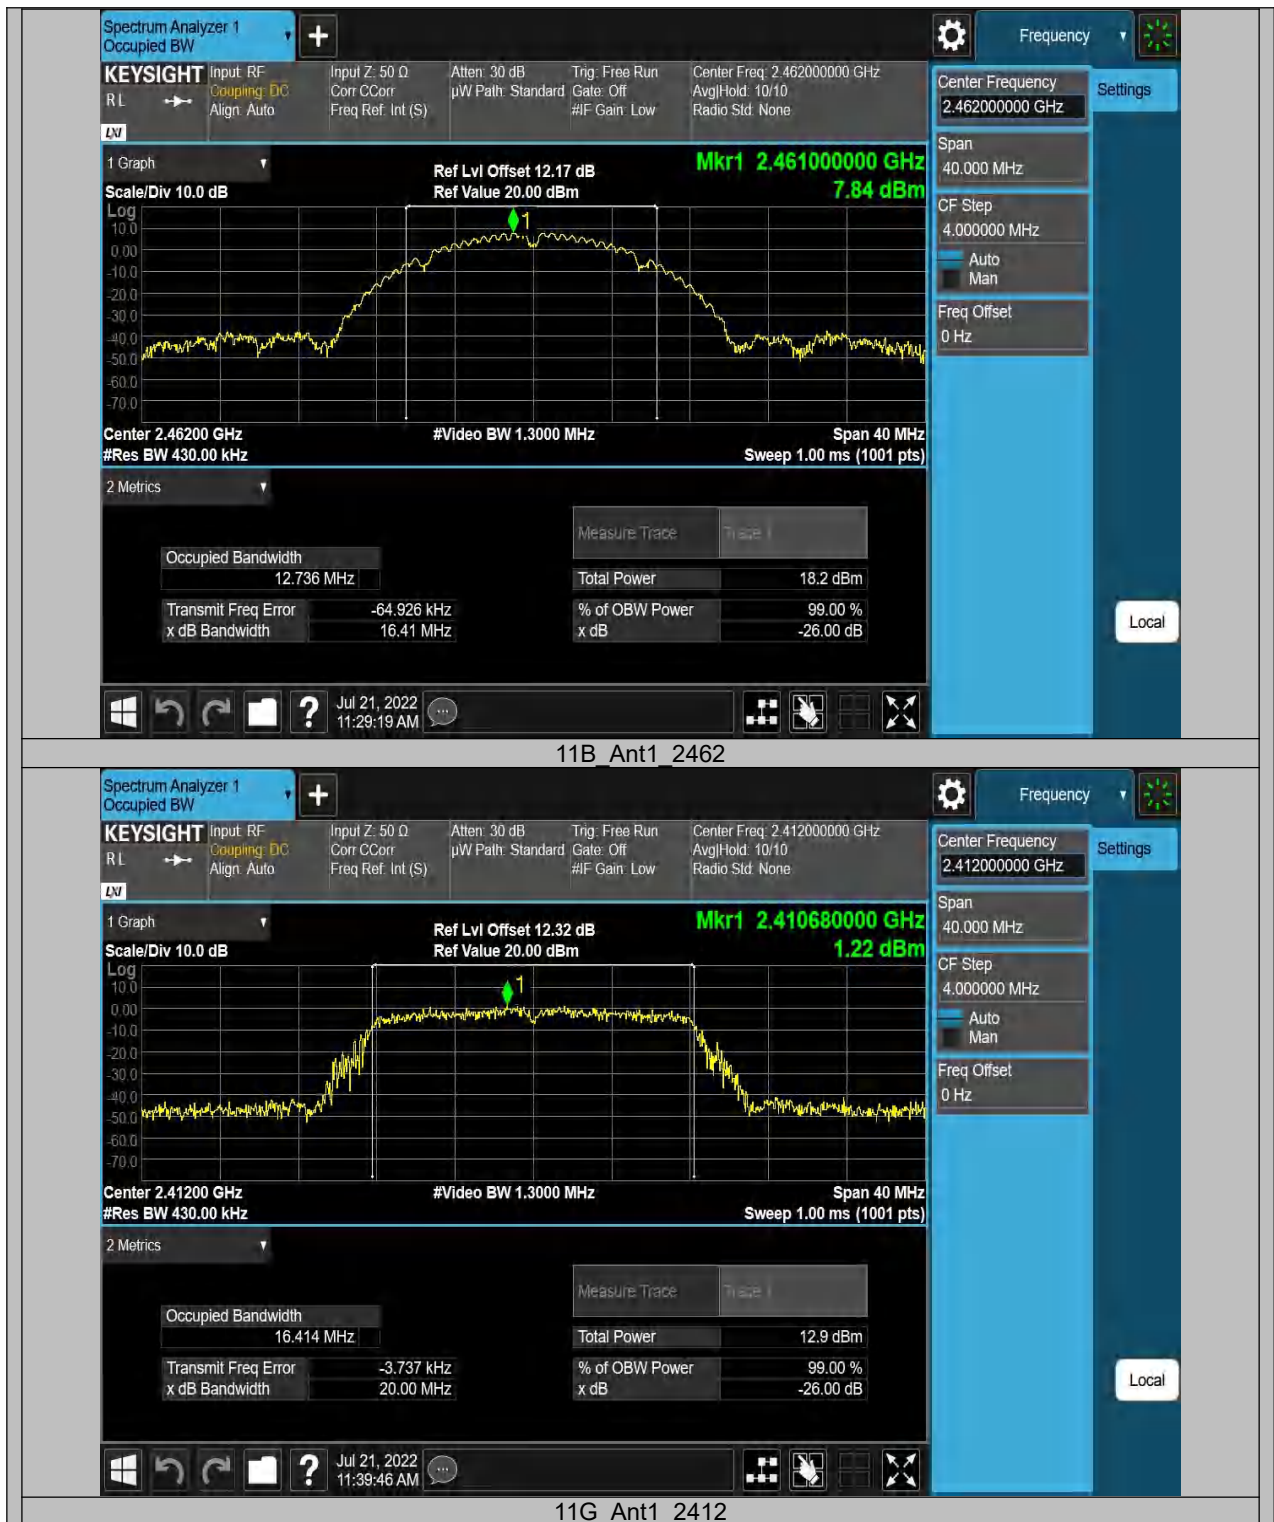 Spectrum Analyzer 1
Occupied BW
+
Frequency
KEYSIGHT Input: RF Input Z: 50 Ω Atten: 30 dB Trig: Free Run Center Freq: 2.462000000 GHz
RL Coupling: DC Corr CCorr µW Path: Standard Gate: Off Avg|Hold: 10/10
Align: Auto Freq Ref: Int (S) #IF Gain: Low Radio Std: None
LXI
Center Frequency
2.462000000 GHz
Settings
Span
40.000 MHz
CF Step
4.000000 MHz
Auto
Man
Freq Offset
0 Hz
1 Graph
Ref Lvl Offset 12.17 dB
Mkr1 2.461000000 GHz
Scale/Div 10.0 dB
Ref Value 20.00 dBm
7.84 dBm
Log
1
10.0
0.00
-10.0
-20.0
-30.0
-40.0
-50.0
-60.0
-70.0
Center 2.46200 GHz #Video BW 1.3000 MHz Span 40 MHz
#Res BW 430.00 kHz Sweep 1.00 ms (1001 pts)
2 Metrics
Measure Trace Trace 1
Occupied Bandwidth
12.736 MHz
Total Power 18.2 dBm
Transmit Freq Error -64.926 kHz % of OBW Power 99.00 %
x dB Bandwidth 16.41 MHz x dB -26.00 dB
Local
?
Jul 21, 2022
11:29:19 AM
11B_Ant1_2462
Spectrum Analyzer 1
Occupied BW
+
Frequency
KEYSIGHT Input: RF Input Z: 50 Ω Atten: 30 dB Trig: Free Run Center Freq: 2.412000000 GHz
RL Coupling: DC Corr CCorr µW Path: Standard Gate: Off Avg|Hold: 10/10
Align: Auto Freq Ref: Int (S) #IF Gain: Low Radio Std: None
LXI
Center Frequency
2.412000000 GHz
Settings
Span
40.000 MHz
CF Step
4.000000 MHz
Auto
Man
Freq Offset
0 Hz
1 Graph
Ref Lvl Offset 12.32 dB
Mkr1 2.410680000 GHz
Scale/Div 10.0 dB
Ref Value 20.00 dBm
1.22 dBm
Log
1
10.0
0.00
-10.0
-20.0
-30.0
-40.0
-50.0
-60.0
-70.0
Center 2.41200 GHz #Video BW 1.3000 MHz Span 40 MHz
#Res BW 430.00 kHz Sweep 1.00 ms (1001 pts)
2 Metrics
Measure Trace Trace 1
Occupied Bandwidth
16.414 MHz
Total Power 12.9 dBm
Transmit Freq Error -3.737 kHz % of OBW Power 99.00 %
x dB Bandwidth 20.00 MHz x dB -26.00 dB
Local
?
Jul 21, 2022
11:39:46 AM
11G_Ant1_2412